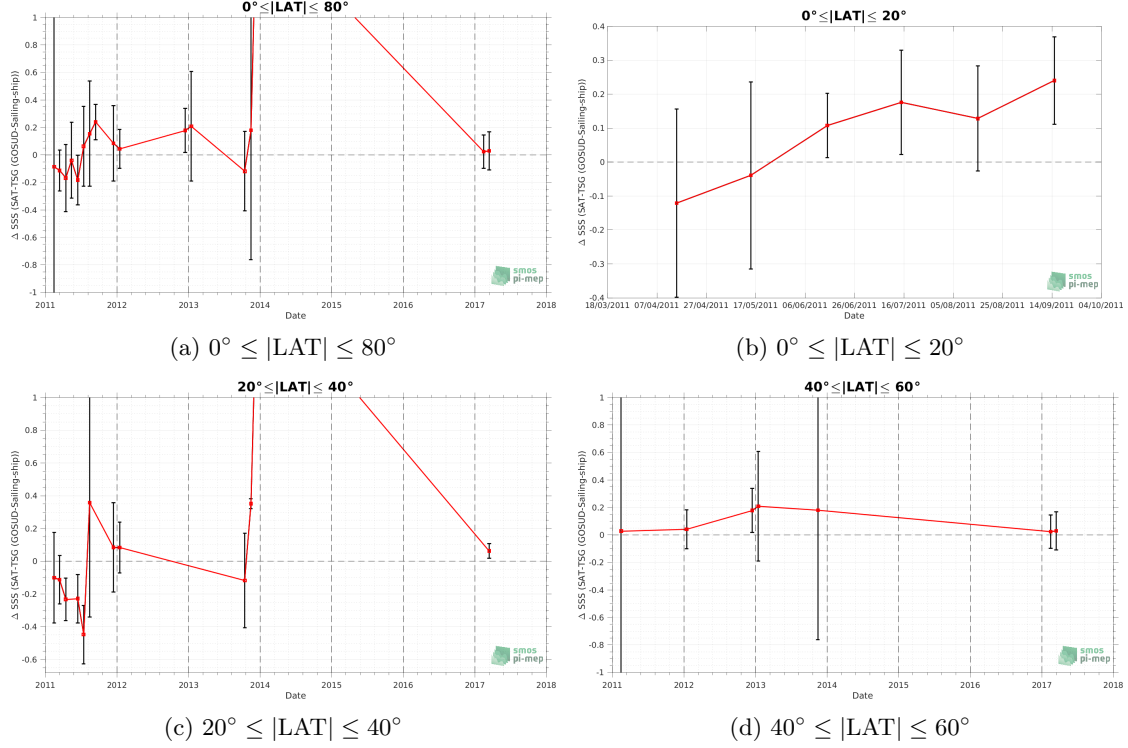 0°≤|LAT|≤ 80°
Δ SSS (SAT-TSG (GOSUD-Sailing-ship))
1
0.8
0.6
0.4
0.2
0
-0.2
-0.4
-0.6
-0.8
-1
smos
pi-mep
2011 2012 2013 2014 2015 2016 2017 2018
Date
(a) 0° ≤ |LAT| ≤ 80°
0°≤|LAT|≤ 20°
Δ SSS (SAT-TSG (GOSUD-Sailing-ship))
0.4
0.3
0.2
0.1
0
-0.1
-0.2
-0.3
-0.4
smos
pi-mep
18/03/2011 07/04/2011 27/04/2011 17/05/2011 06/06/2011 26/06/2011 16/07/2011 05/08/2011 25/08/2011 14/09/2011 04/10/2011
Date
(b) 0° ≤ |LAT| ≤ 20°
20°≤|LAT|≤ 40°
Δ SSS (SAT-TSG (GOSUD-Sailing-ship))
1
0.8
0.6
0.4
0.2
0
-0.2
-0.4
-0.6
smos
pi-mep
2011 2012 2013 2014 2015 2016 2017 2018
Date
(c) 20° ≤ |LAT| ≤ 40°
40°≤|LAT|≤ 60°
Δ SSS (SAT-TSG (GOSUD-Sailing-ship))
1
0.8
0.6
0.4
0.2
0
-0.2
-0.4
-0.6
-0.8
-1
smos
pi-mep
2011 2012 2013 2014 2015 2016 2017 2018
Date
(d) 40° ≤ |LAT| ≤ 60°